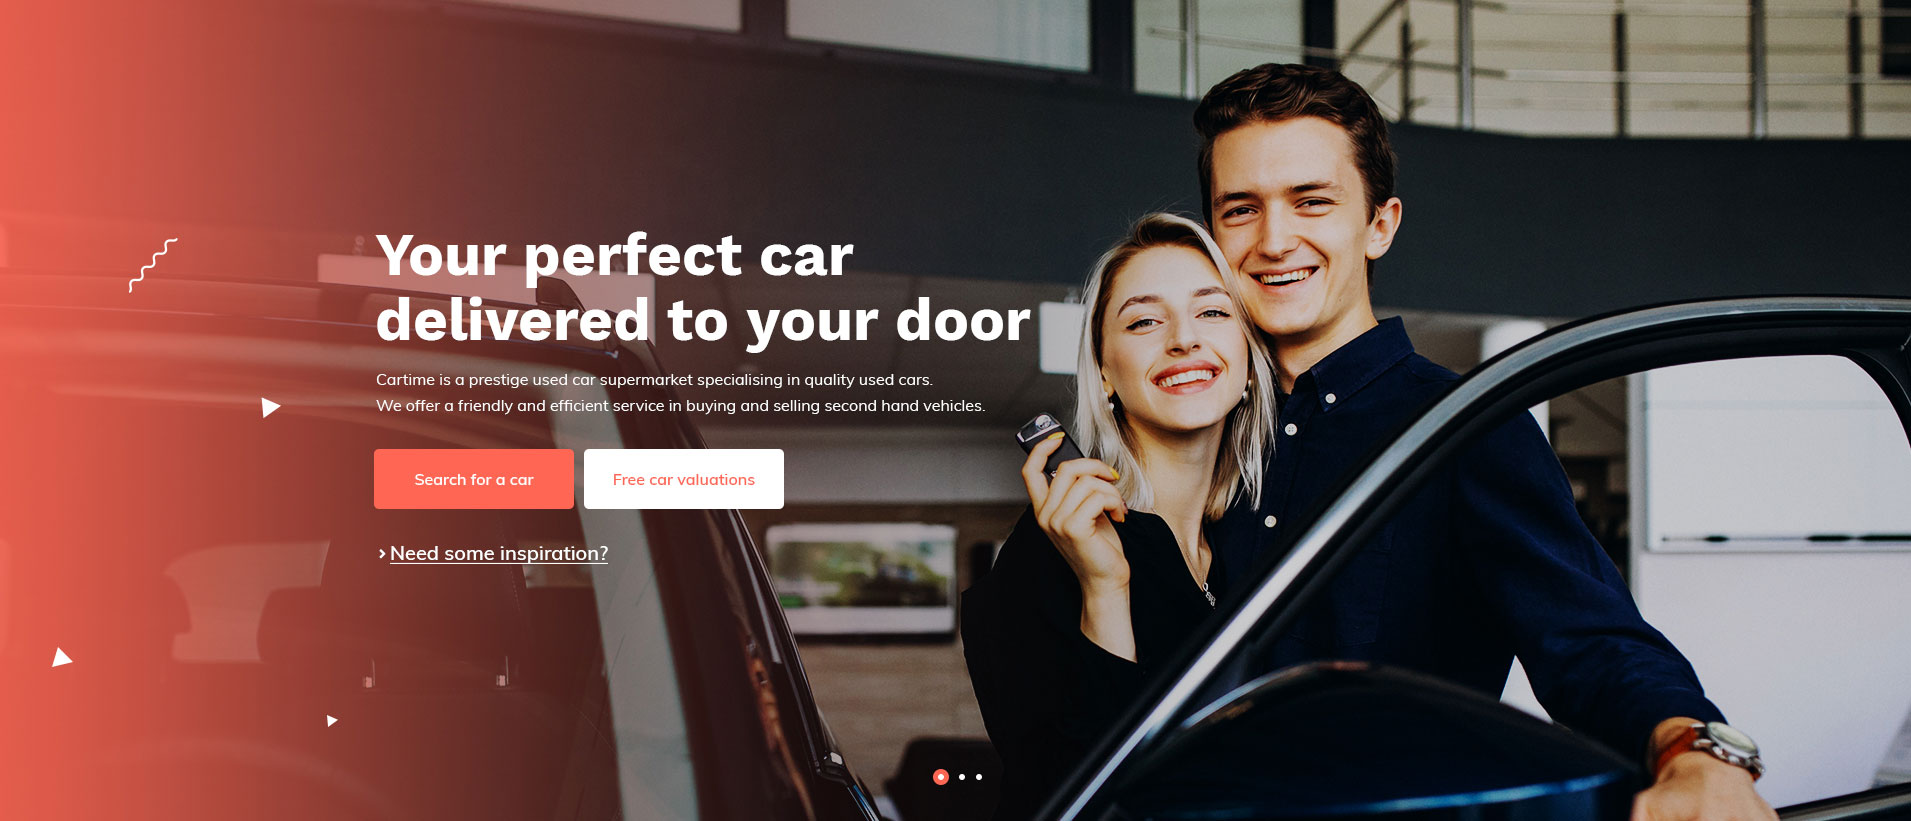 Your perfect car
delivered to your door
Cartime is a prestige used car supermarket specialising in quality used cars.
We offer a friendly and efficient service in buying and selling second hand vehicles.
Search for a car
Free car valuations
Need some inspiration?